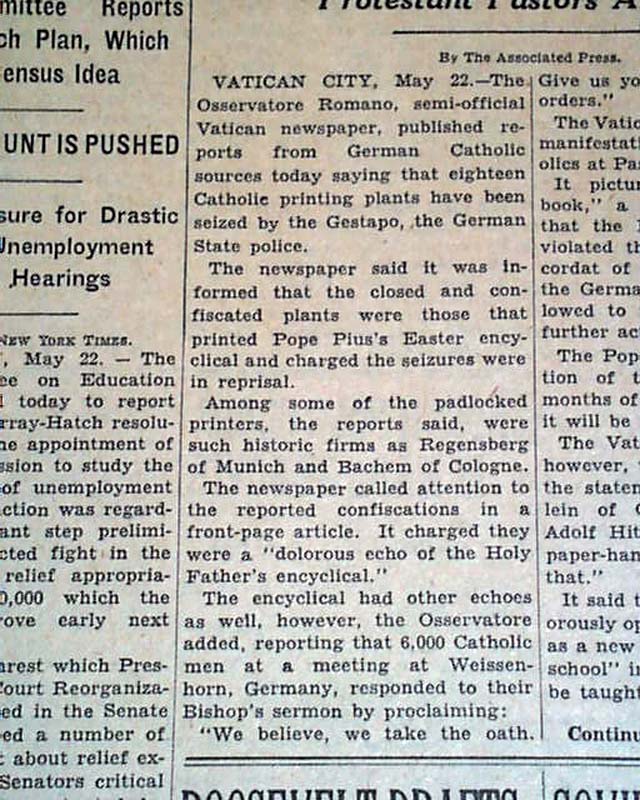 mittee Reports
ch Plan, Which
ensus Idea
UNT IS PUSHED
sure for Drastic
Unemployment
Hearings
NEW YORK TIMES.
, May 22. — The
ee on Education
l today to report
rray-Hatch resolu-
he appointment of
ssion to study the
of unemployment
action was regard-
ant step prelimi-
cted fight in the
relief appropria-
0,000 which the
rove early next
arest which Pres-
Court Reorganiza-
ed in the Senate
ed a number of
t about relief ex-
Senators critical
Protestant Pastors A
By The Associated Press.
VATICAN CITY, May 22.—The
Osservatore Romano, semi-official
Vatican newspaper, published re-
ports from German Catholic
sources today saying that eighteen
Catholic printing plants have been
seized by the Gestapo, the German
State police.
The newspaper said it was in-
formed that the closed and con-
fiscated plants were those that
printed Pope Pius's Easter ency-
clical and charged the seizures were
in reprisal.
Among some of the padlocked
printers, the reports said, were
such historic firms as Regensberg
of Munich and Bachem of Cologne.
The newspaper called attention to
the reported confiscations in a
front-page article. It charged they
were a "dolorous echo of the Holy
Father's encyclical."
The encyclical had other echoes
as well, however, the Osservatore
added, reporting that 6,000 Catholic
men at a meeting at Weissen-
horn, Germany, responded to their
Bishop's sermon by proclaiming:
"We believe, we take the oath.
Give us yo
orders."
The Vatic
manifestati
olics at Pas
It pictur
book," a
that the
violated th
cordat of
the Germa
lowed to
further ac
The Pop
tion of t
months of
it will be
The Vat
however,
the staten
lein of
Adolf Hit
paper-han
that."
It said t
orously op
as a new
school" i
be taught
Continu
ROOSEVELT DRAFTS